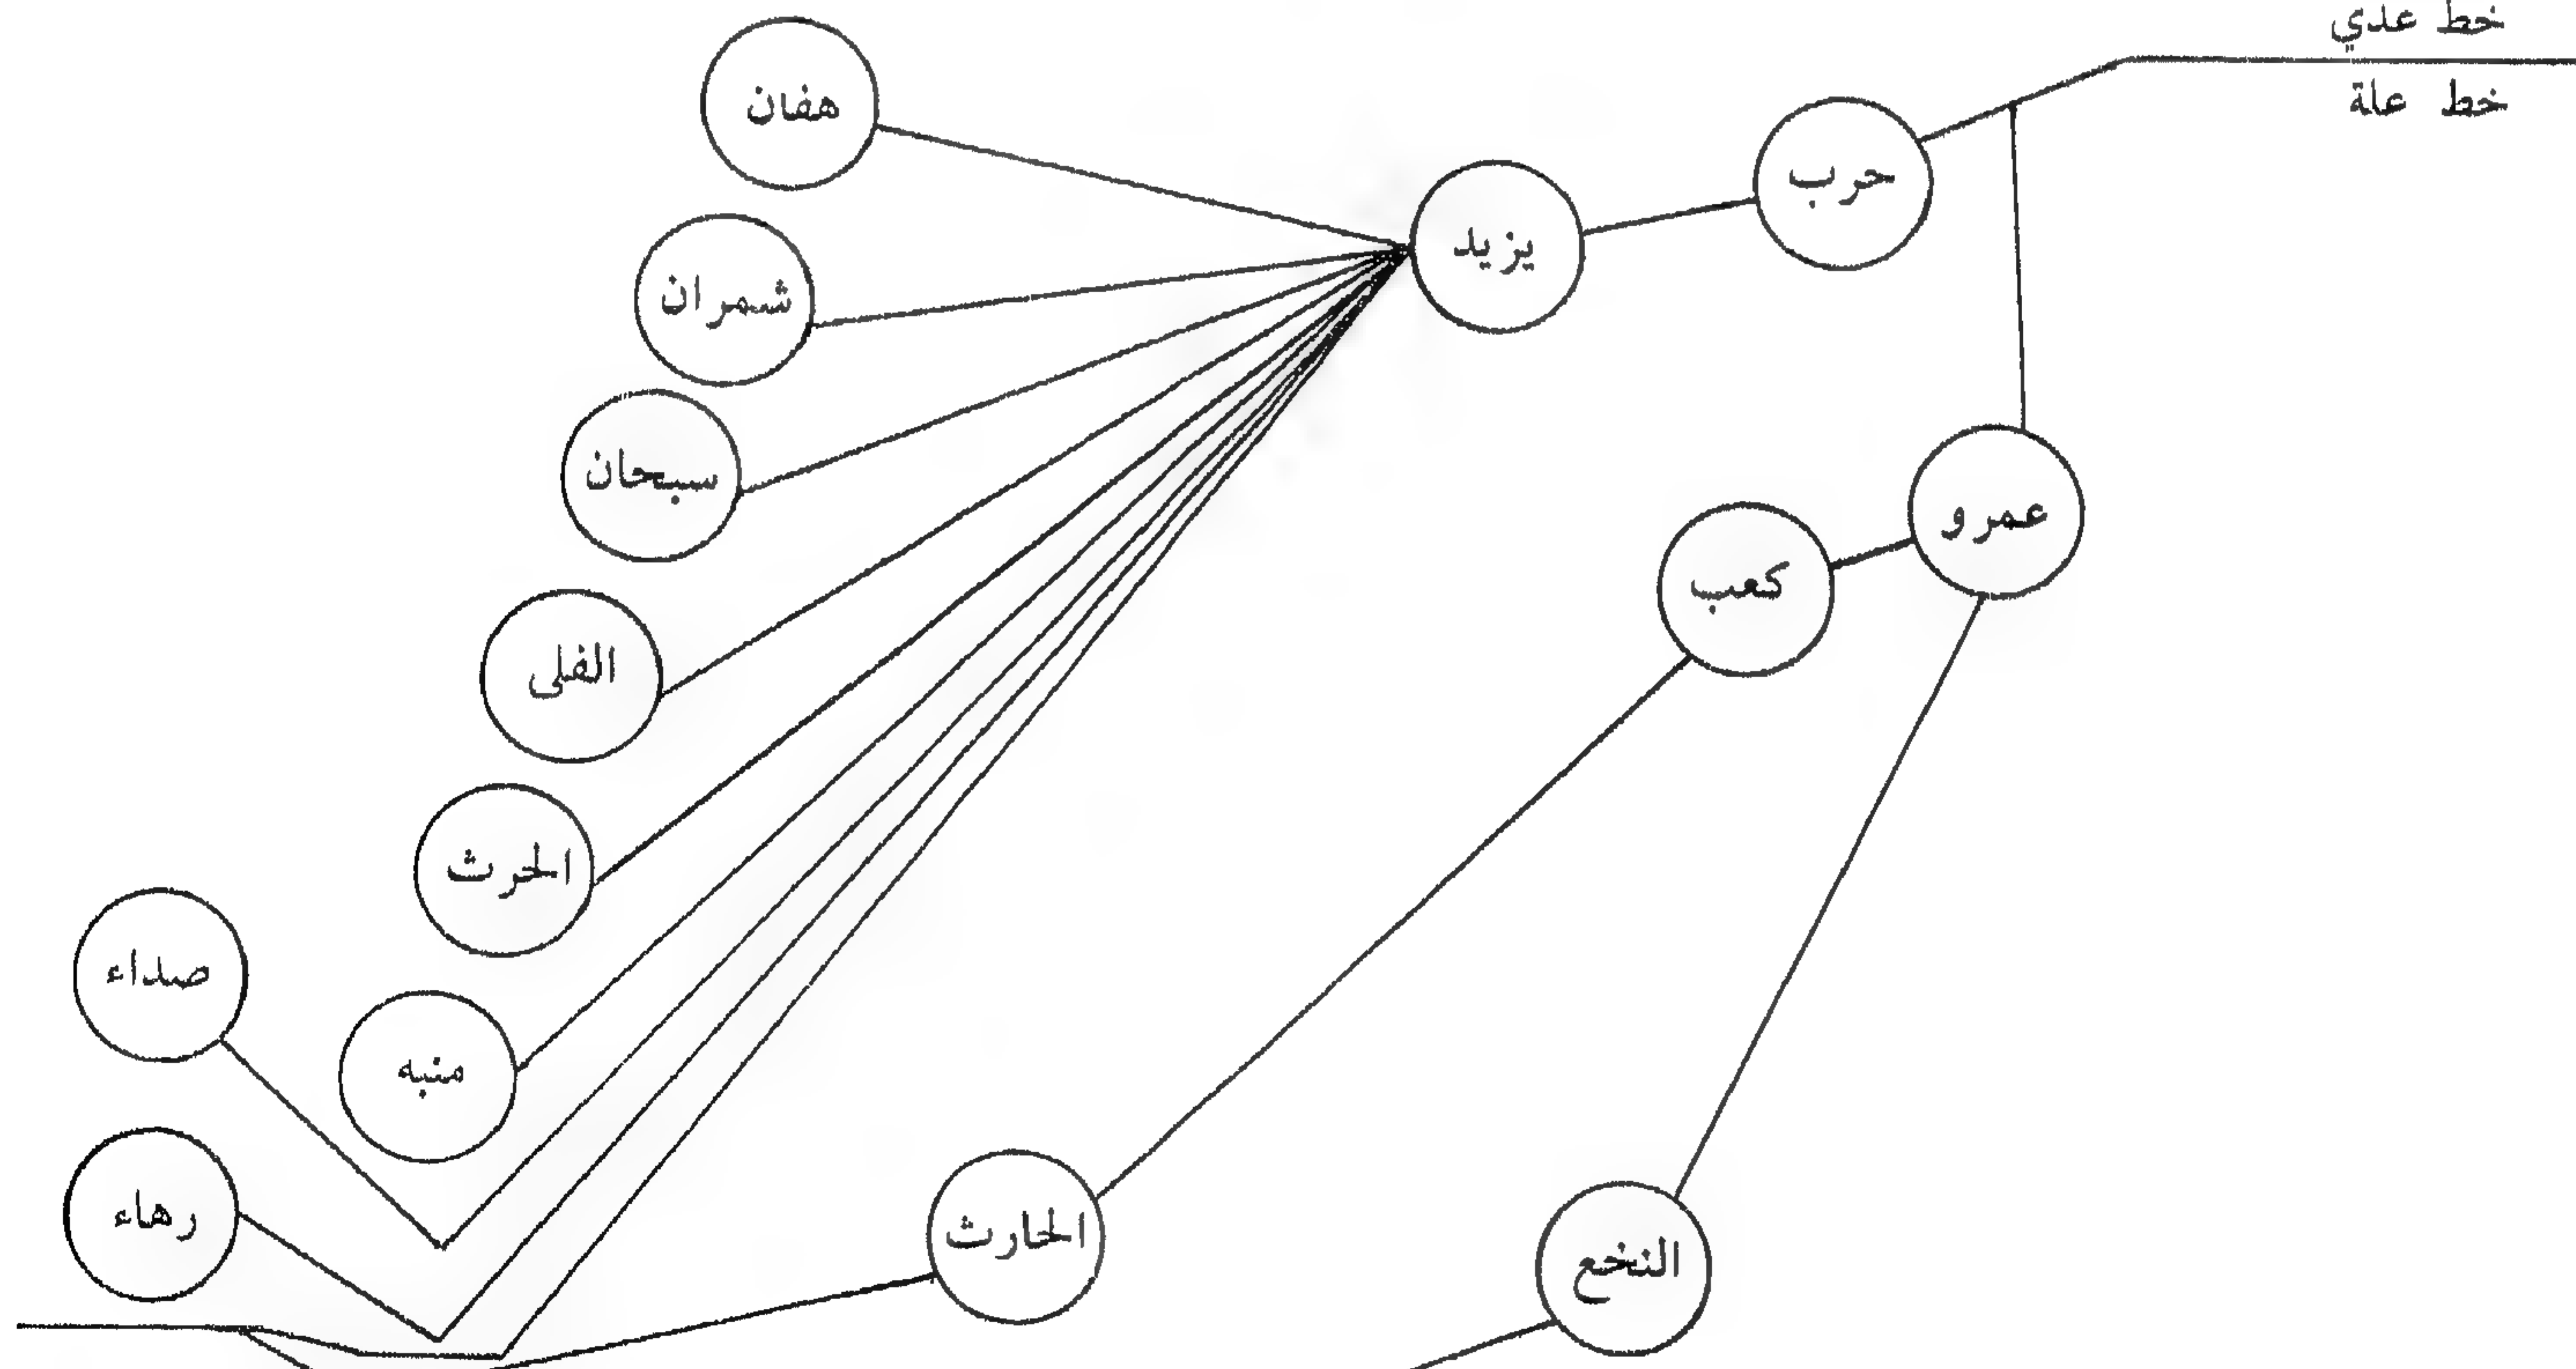 خط عدي
خط علة
حرب
يزيد
هفان
شمران
سبحان
الفلى
الحرث
منبه
صداء
رهاء
عمرو
كعب
الحارث
النخع